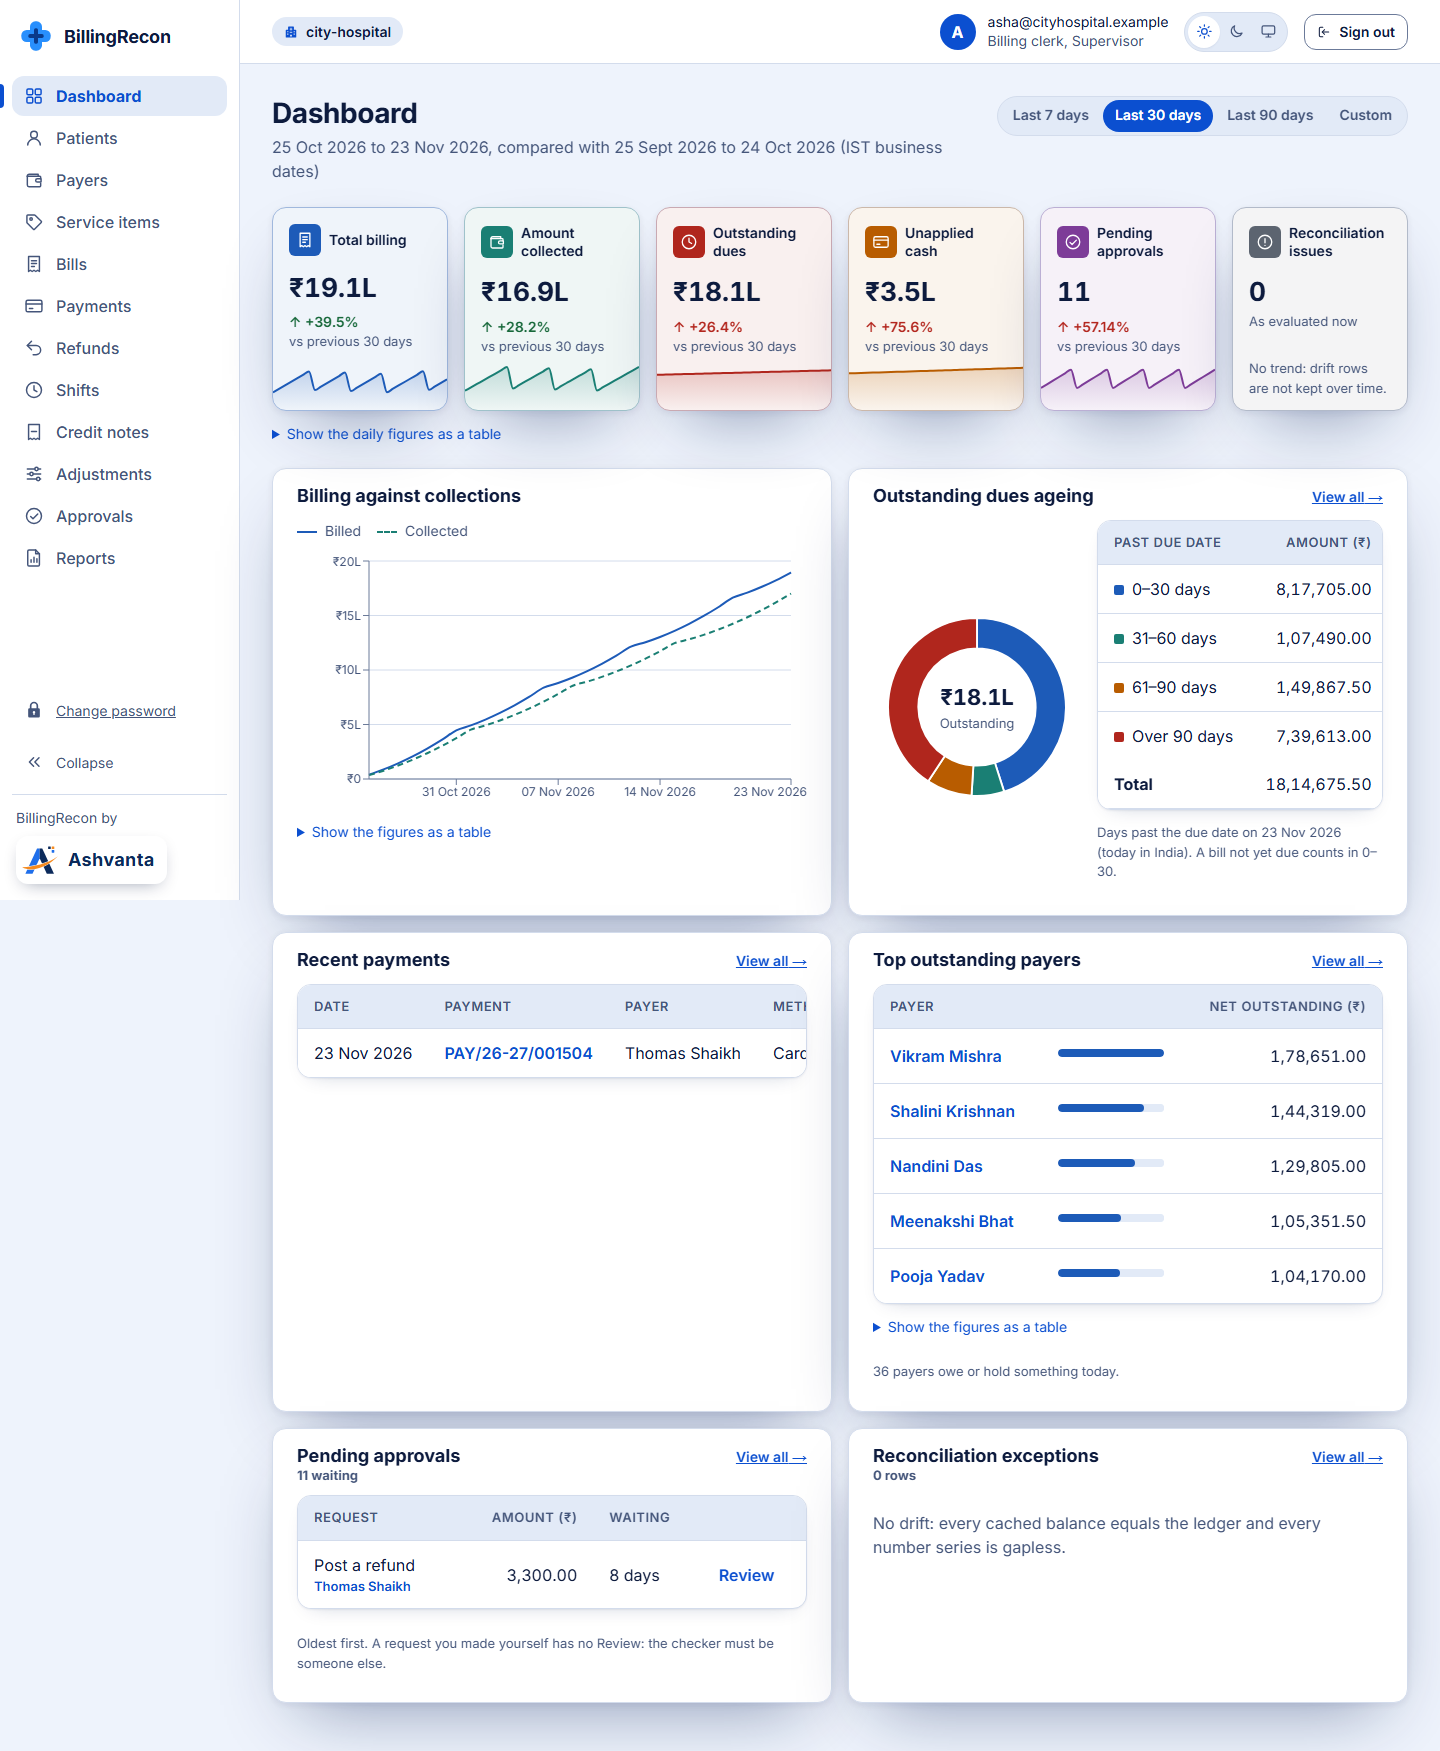 BillingRecon
city-hospital
A
asha@cityhospital.example
Billing clerk, Supervisor
Sign out
Dashboard
Patients
Payers
Service items
Bills
Payments
Refunds
Shifts
Credit notes
Adjustments
Approvals
Reports
Change password
Collapse
BillingRecon by
Ashvanta
Dashboard
25 Oct 2026 to 23 Nov 2026, compared with 25 Sept 2026 to 24 Oct 2026 (IST business
dates)
Last 7 days
Last 30 days
Last 90 days
Custom
Total billing
₹19.1L
↑ +39.5%
vs previous 30 days
Amount
collected
₹16.9L
↑ +28.2%
vs previous 30 days
Outstanding
dues
₹18.1L
↑ +26.4%
vs previous 30 days
Unapplied
cash
₹3.5L
↑ +75.6%
vs previous 30 days
Pending
approvals
11
↑ +57.14%
vs previous 30 days
Reconciliation
issues
0
As evaluated now
No trend: drift rows
are not kept over time.
Show the daily figures as a table
Billing against collections
Billed
Collected
₹20L
₹15L
₹10L
₹5L
₹0
31 Oct 2026
07 Nov 2026
14 Nov 2026
23 Nov 2026
Show the figures as a table
Outstanding dues ageing
View all →
₹18.1L
Outstanding
PAST DUE DATE AMOUNT (₹)
0–30 days 8,17,705.00
31–60 days 1,07,490.00
61–90 days 1,49,867.50
Over 90 days 7,39,613.00
Total 18,14,675.50
Days past the due date on 23 Nov 2026
(today in India). A bill not yet due counts in 0–
30.
Recent payments
View all →
DATE PAYMENT PAYER METH
23 Nov 2026 PAY/26-27/001504 Thomas Shaikh Card
Top outstanding payers
View all →
PAYER NET OUTSTANDING (₹)
Vikram Mishra 1,78,651.00
Shalini Krishnan 1,44,319.00
Nandini Das 1,29,805.00
Meenakshi Bhat 1,05,351.50
Pooja Yadav 1,04,170.00
Show the figures as a table
36 payers owe or hold something today.
Pending approvals
11 waiting
View all →
REQUEST AMOUNT (₹) WAITING
Post a refund
Thomas Shaikh
3,300.00 8 days Review
Oldest first. A request you made yourself has no Review: the checker must be
someone else.
Reconciliation exceptions
0 rows
View all →
No drift: every cached balance equals the ledger and every
number series is gapless.